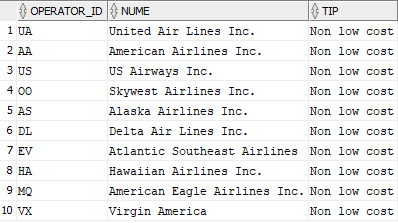 OPERATOR_ID NUME TIP
1 UA United Air Lines Inc. Non low cost
2 AA American Airlines Inc. Non low cost
3 US US Airways Inc. Non low cost
4 OO Skywest Airlines Inc. Non low cost
5 AS Alaska Airlines Inc. Non low cost
6 DL Delta Air Lines Inc. Non low cost
7 EV Atlantic Southeast Airlines Non low cost
8 HA Hawaiian Airlines Inc. Non low cost
9 MQ American Eagle Airlines Inc. Non low cost
10 VX Virgin America Non low cost